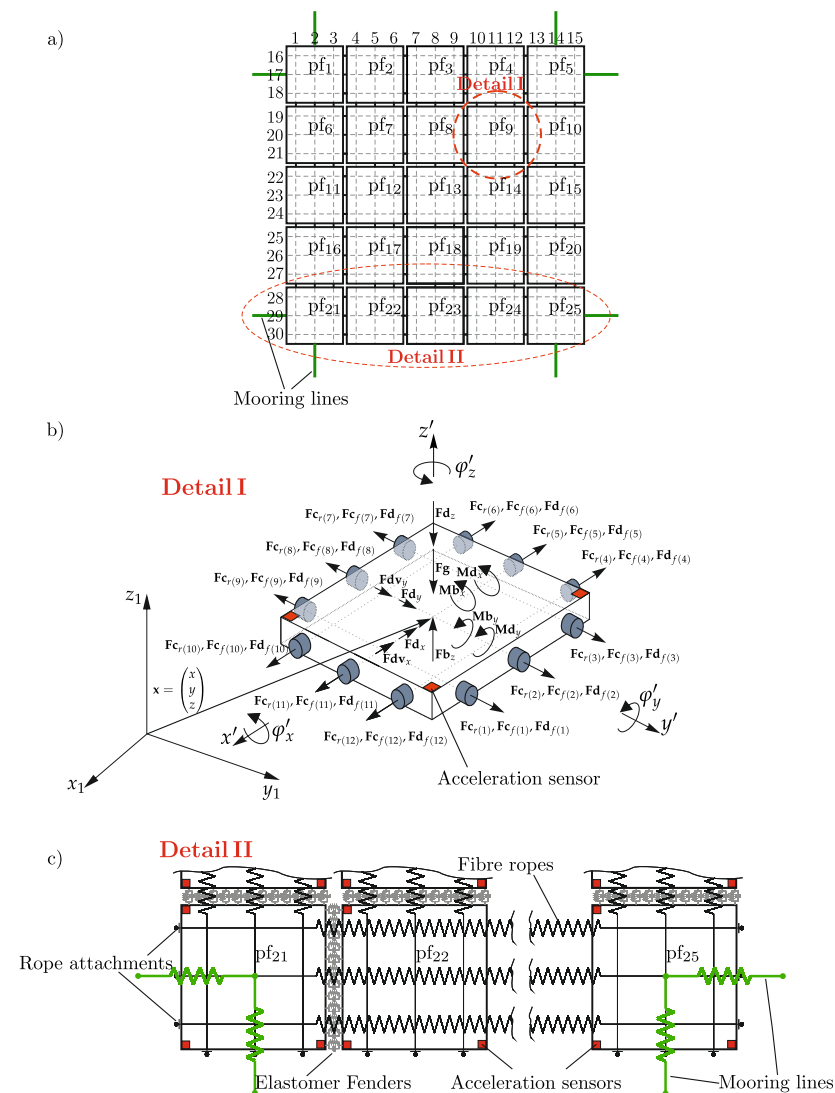 a)
1 2 3 4 5 6 7 8 9 10 11 12 13 14 15
16 pf1 pf2 pf3 pf4 pf5
17
Detail I
18
19
pf6 pf7 pf8 pf9 pf10
20
21
22
pf11 pf12 pf13 pf14 pf15
23
24
25
pf16 pf17 pf18 pf19 pf20
26
27
28
pf21 pf22 pf23 pf24 pf25
29
30
Detail II
Mooring lines
b)
z′
φ′z
Detail I
Fcr(7), Fcf(7), Fdf(7)
Fdz
Fcr(6), Fcf(6), Fdf(6)
Fcr(8), Fcf(8), Fdf(8)
Fcr(5), Fcf(5), Fdf(5)
Fcr(9), Fcf(9), Fdf(9)
Fcr(4), Fcf(4), Fdf(4)
Fg
Mdx
Fdvy
Mbx
Fdy
z1
Mby
Mdy
Fcr(10), Fcf(10), Fdf(10)
Fdx
Fdvx
Fbz
Fcr(3), Fcf(3), Fdf(3)
x = (x y z)
Fcr(11), Fcf(11), Fdf(11)
Fcr(2), Fcf(2), Fdf(2)
φ′y
x′
φ′x
Fcr(12), Fcf(12), Fdf(12)
Fcr(1), Fcf(1), Fdf(1)
y′
x1
y1
Acceleration sensor
c)
Detail II
Fibre ropes
Rope attachments
pf21 pf22 pf25
Elastomer Fenders
Acceleration sensors
Mooring lines